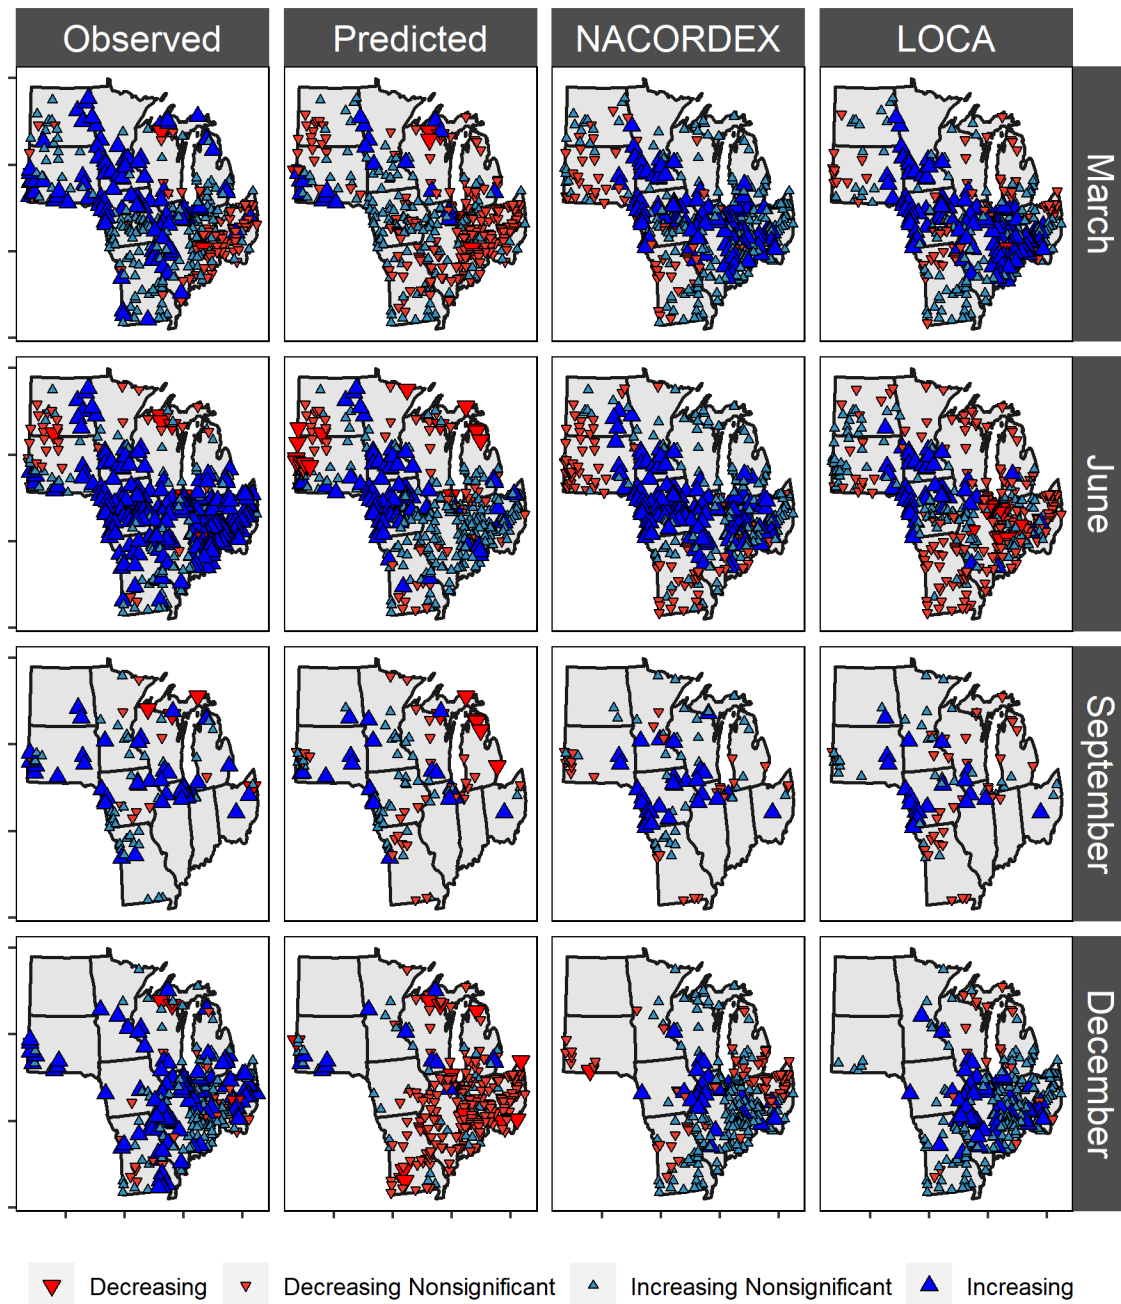 Observed Predicted NACORDEX LOCA
March
June
September
December
Decreasing Decreasing Nonsignificant Increasing Nonsignificant Increasing